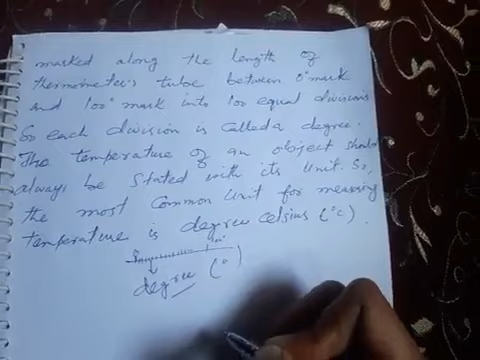 marked along the length of
thermometer's tube between 0° mark
and 100° mark into 100 equal divisions
So each division is called a degree.
The temperature of an object should
always be stated with its unit. So,
the most common unit for measuring
temperature is degree celsius (°C).
degree (°)